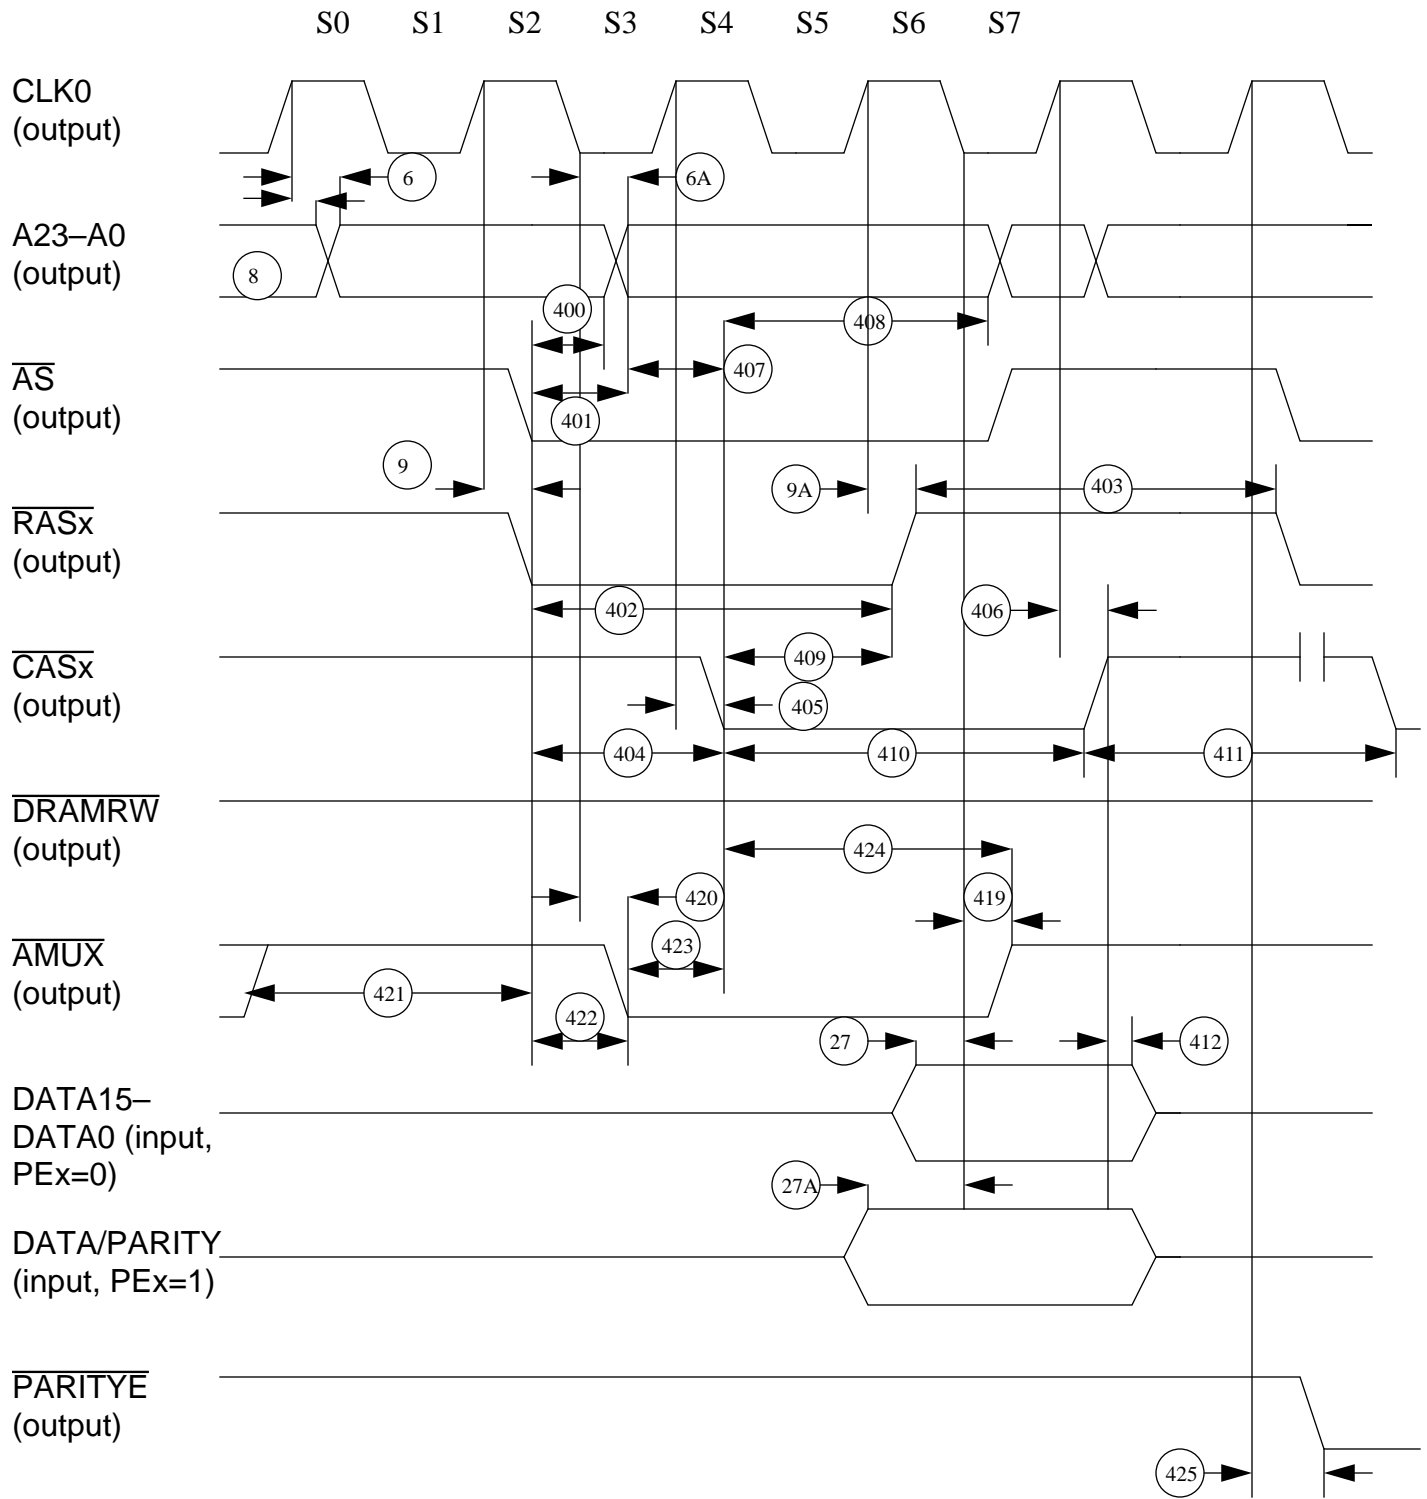 S0 S1 S2 S3 S4 S5 S6 S7
CLK0
(output)
6
6A
A23–A0
(output)
8
400
408
AS
(output)
407
401
9
9A
403
RASx
(output)
402
406
CASx
(output)
409
405
404
410
411
DRAMRW
(output)
424
420
419
AMUX
(output)
423
421
422
27
412
DATA15–
DATA0 (input,
PEx=0)
27A
DATA/PARITY
(input, PEx=1)
PARITYE
(output)
425